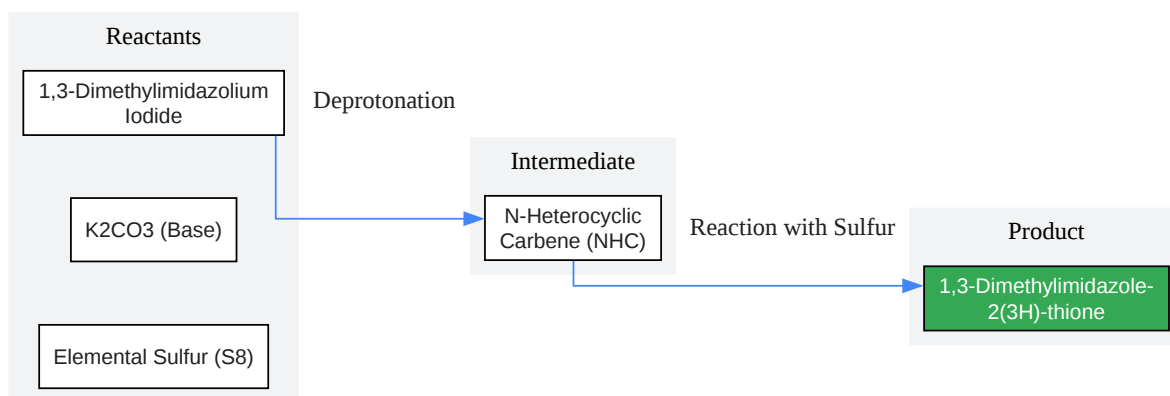 Reactants
1,3-Dimethylimidazolium
Iodide
Deprotonation
K2CO3 (Base)
Elemental Sulfur (S8)
Intermediate
N-Heterocyclic
Carbene (NHC)
Reaction with Sulfur
Product
1,3-Dimethylimidazole-
2(3H)-thione